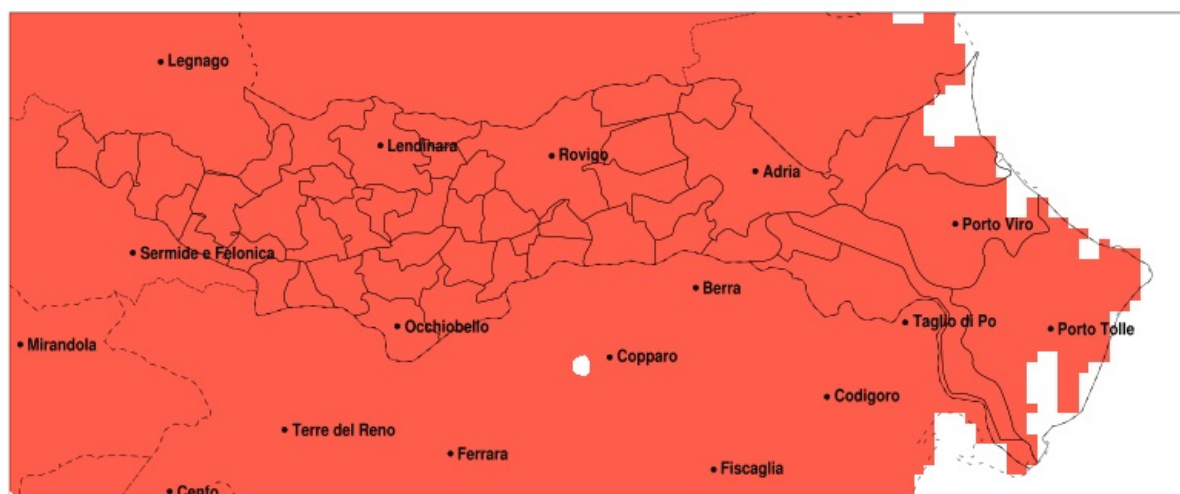 Legnago
Lendinara
Rovigo
Adria
Porto Viro
Sermide e Felonica
Berra
Occhiobello
Taglio di Po
Porto Tolle
Mirandola
Copparo
Codigoro
Terre del Reno
Ferrara
Fiscaglia
Cento